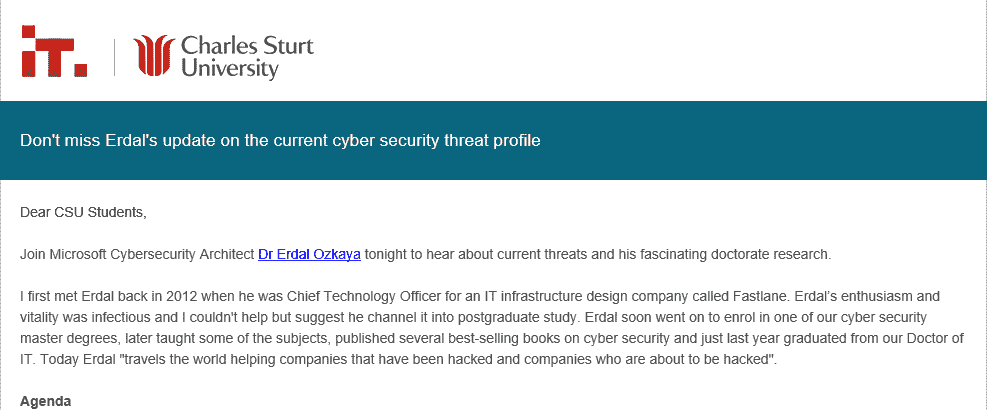 iT. Charles Sturt
University
Don't miss Erdal's update on the current cyber security threat profile
Dear CSU Students,
Join Microsoft Cybersecurity Architect Dr Erdal Ozkaya tonight to hear about current threats and his fascinating doctorate research.
I first met Erdal back in 2012 when he was Chief Technology Officer for an IT infrastructure design company called Fastlane. Erdal's enthusiasm and
vitality was infectious and I couldn't help but suggest he channel it into postgraduate study. Erdal soon went on to enrol in one of our cyber security
master degrees, later taught some of the subjects, published several best-selling books on cyber security and just last year graduated from our Doctor of
IT. Today Erdal "travels the world helping companies that have been hacked and companies who are about to be hacked".
Agenda